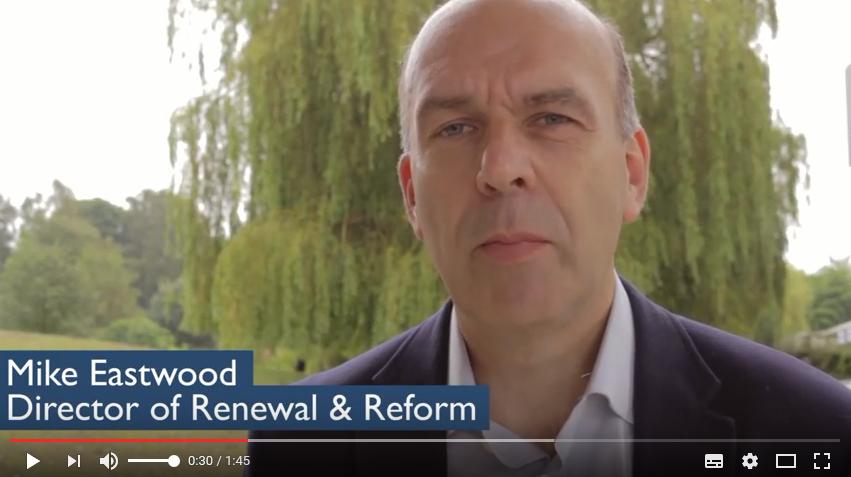 Mike Eastwood
Director of Renewal & Reform
0:30 / 1:45